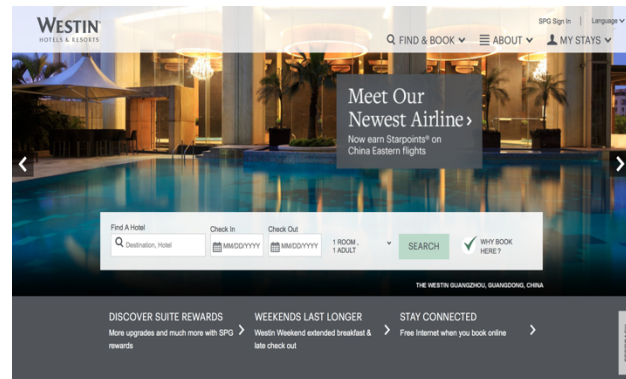 WESTIN®
HOTELS & RESORTS
SPG Sign In | Language
FIND & BOOK
ABOUT
MY STAYS
Meet Our
Newest Airline ›
Now earn Starpoints® on
China Eastern flights
Find A Hotel
Check In
Check Out
Destination, Hotel
MM/DD/YYYY
MM/DD/YYYY
1 ROOM ,
1 ADULT
SEARCH
WHY BOOK
HERE?
THE WESTIN GUANGZHOU, GUANGDONG, CHINA
DISCOVER SUITE REWARDS
More upgrades and much more with SPG
rewards
WEEKENDS LAST LONGER
Westin Weekend extended breakfast &
late check out
STAY CONNECTED
Free Internet when you book online